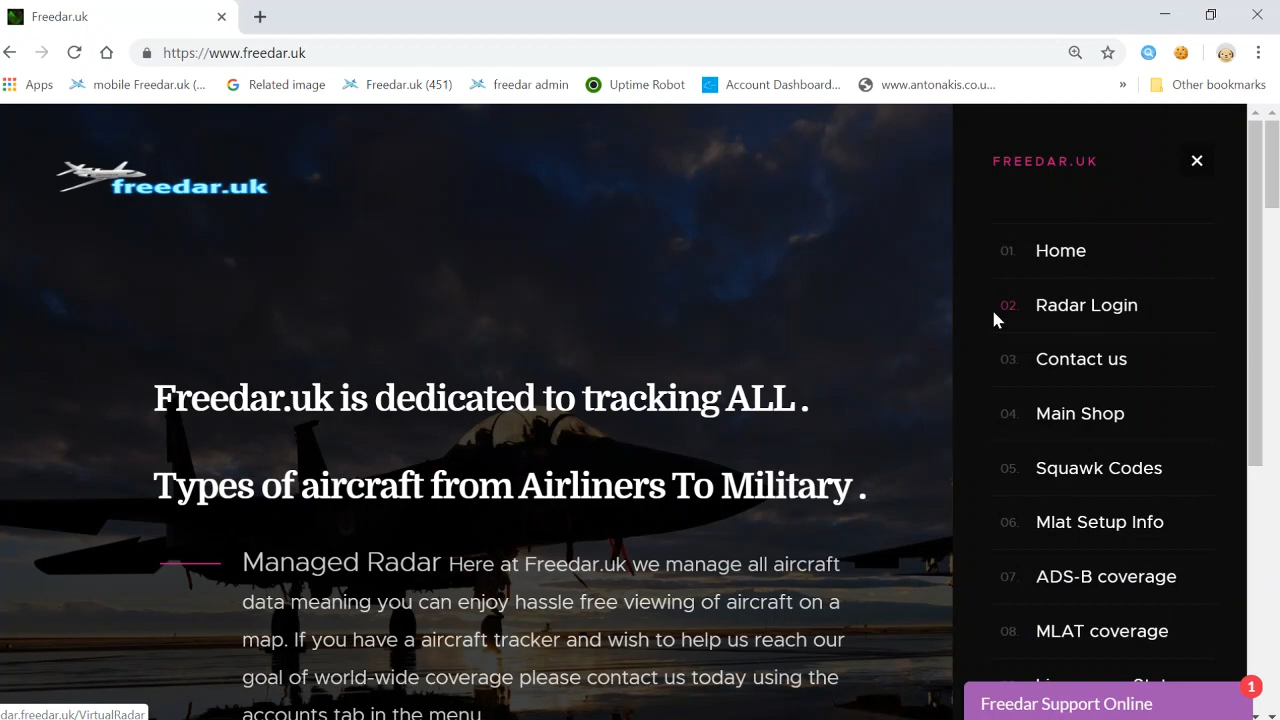 Freedar.uk
https://www.freedar.uk
Apps
mobile Freedar.uk (...
Related image
Freedar.uk (451)
freedar admin
Uptime Robot
Account Dashboard...
www.antonakis.co.u...
»
Other bookmarks
freedar.uk
FREEDAR.UK
01. Home
02. Radar Login
03. Contact us
04. Main Shop
05. Squawk Codes
06. Mlat Setup Info
07. ADS-B coverage
08. MLAT coverage
Freedar.uk is dedicated to tracking ALL .
Types of aircraft from Airliners To Military .
Managed Radar Here at Freedar.uk we manage all aircraft
data meaning you can enjoy hassle free viewing of aircraft on a
map. If you have a aircraft tracker and wish to help us reach our
goal of world-wide coverage please contact us today using the
accounts tab in the menu
Freedar Support Online
1
dar.freedar.uk/VirtualRadar